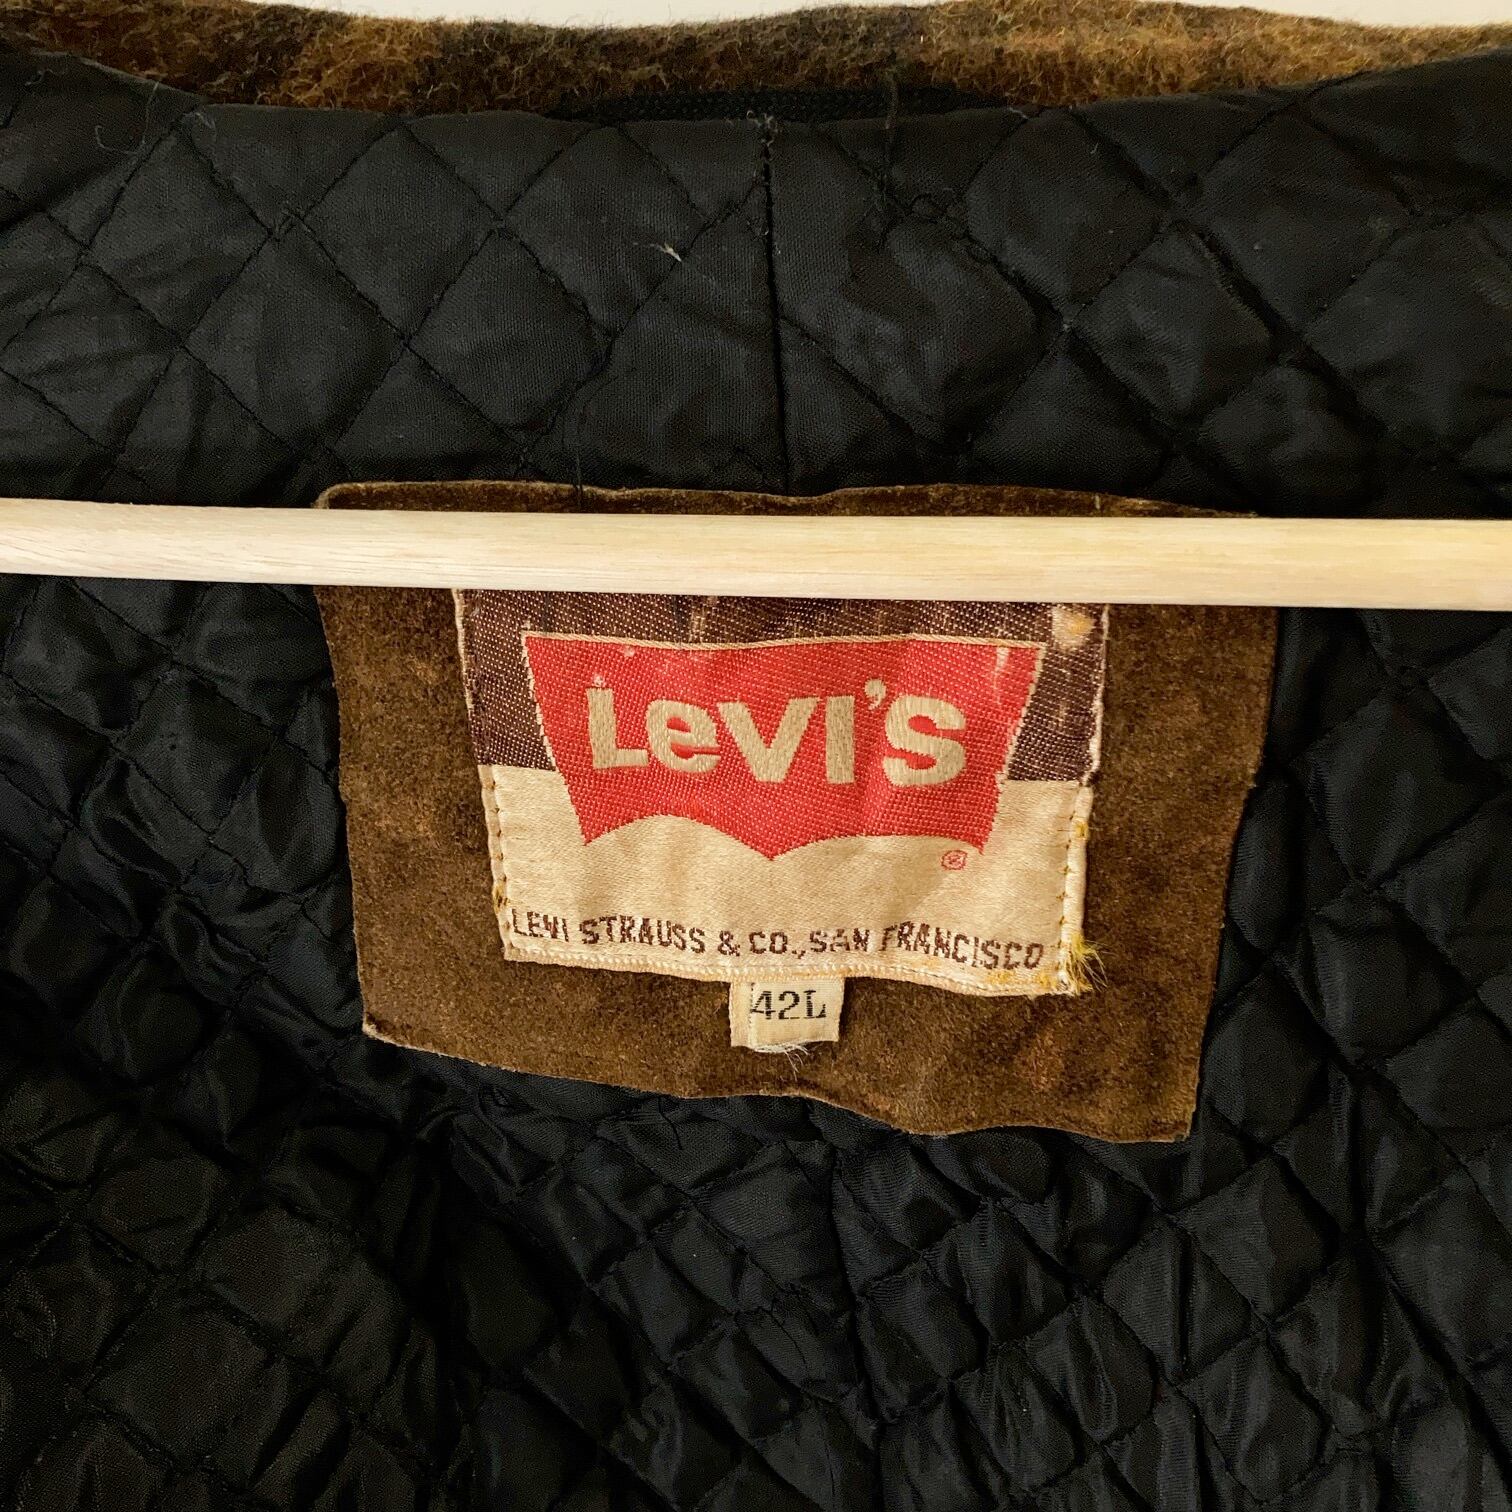 LeVI'S
®
LEVI STRAUSS & CO., SAN FRANCISCO
42L